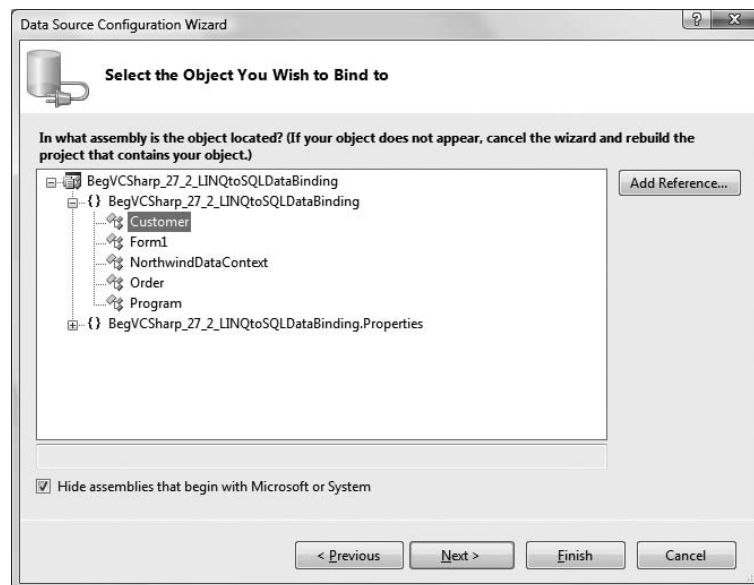 Data Source Configuration Wizard
Select the Object You Wish to Bind to
In what assembly is the object located? (If your object does not appear, cancel the wizard and rebuild the
project that contains your object.)
BegVCSharp_27_2_LINQtoSQLDataBinding
Add Reference...
{} BegVCSharp_27_2_LINQtoSQLDataBinding
Customer
Form1
NorthwindDataContext
Order
Program
{} BegVCSharp_27_2_LINQtoSQLDataBinding.Properties
Hide assemblies that begin with Microsoft or System
< Previous
Next >
Finish
Cancel